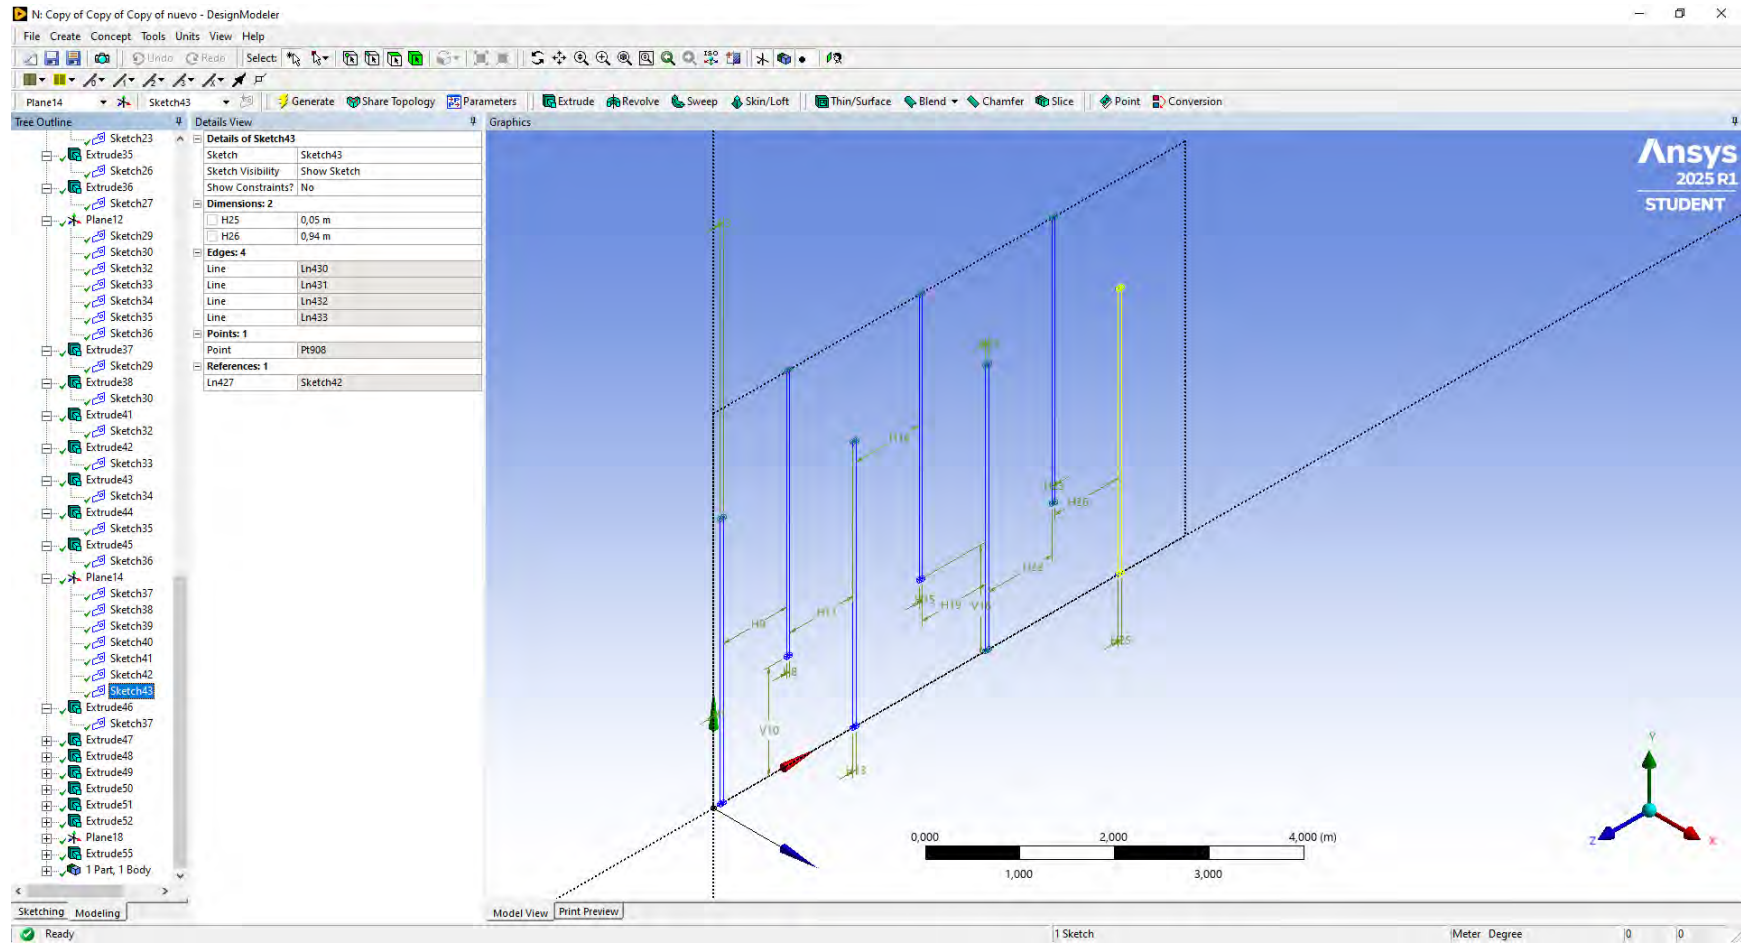 N: Copy of Copy of Copy of nuevo - DesignModeler
File Create Concept Tools Units View Help
Undo Redo Select: ISO
Plane14 Sketch43 Generate Share Topology Parameters Extrude Revolve Sweep Skin/Loft Thin/Surface Blend Chamfer Slice Point Conversion
Tree Outline
Sketch23
Extrude35
Sketch26
Extrude36
Sketch27
Plane12
Sketch29
Sketch30
Sketch32
Sketch33
Sketch34
Sketch35
Sketch36
Extrude37
Sketch29
Extrude38
Sketch30
Extrude41
Sketch32
Extrude42
Sketch33
Extrude43
Sketch34
Extrude44
Sketch35
Extrude45
Sketch36
Plane14
Sketch37
Sketch38
Sketch39
Sketch40
Sketch41
Sketch42
Sketch43
Extrude46
Sketch37
Extrude47
Extrude48
Extrude49
Extrude50
Extrude51
Extrude52
Plane18
Extrude55
1 Part, 1 Body
Sketching Modeling
Details View
Details of Sketch43
Sketch Sketch43
Sketch Visibility Show Sketch
Show Constraints? No
Dimensions: 2
H25 0,05 m
H26 0,94 m
Edges: 4
Line Ln430
Line Ln431
Line Ln432
Line Ln433
Points: 1
Point Pt908
References: 1
Ln427 Sketch42
Graphics
Ansys
2025 R1
STUDENT
H26
H22
H19
H9
H11
H8
V10
H13
H25
0,000 2,000 4,000 (m)
1,000 3,000
Y
Z X
Model View Print Preview
Ready 1 Sketch Meter Degree 0 0